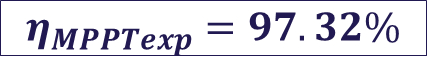 η_MPPTexp = 97.32%